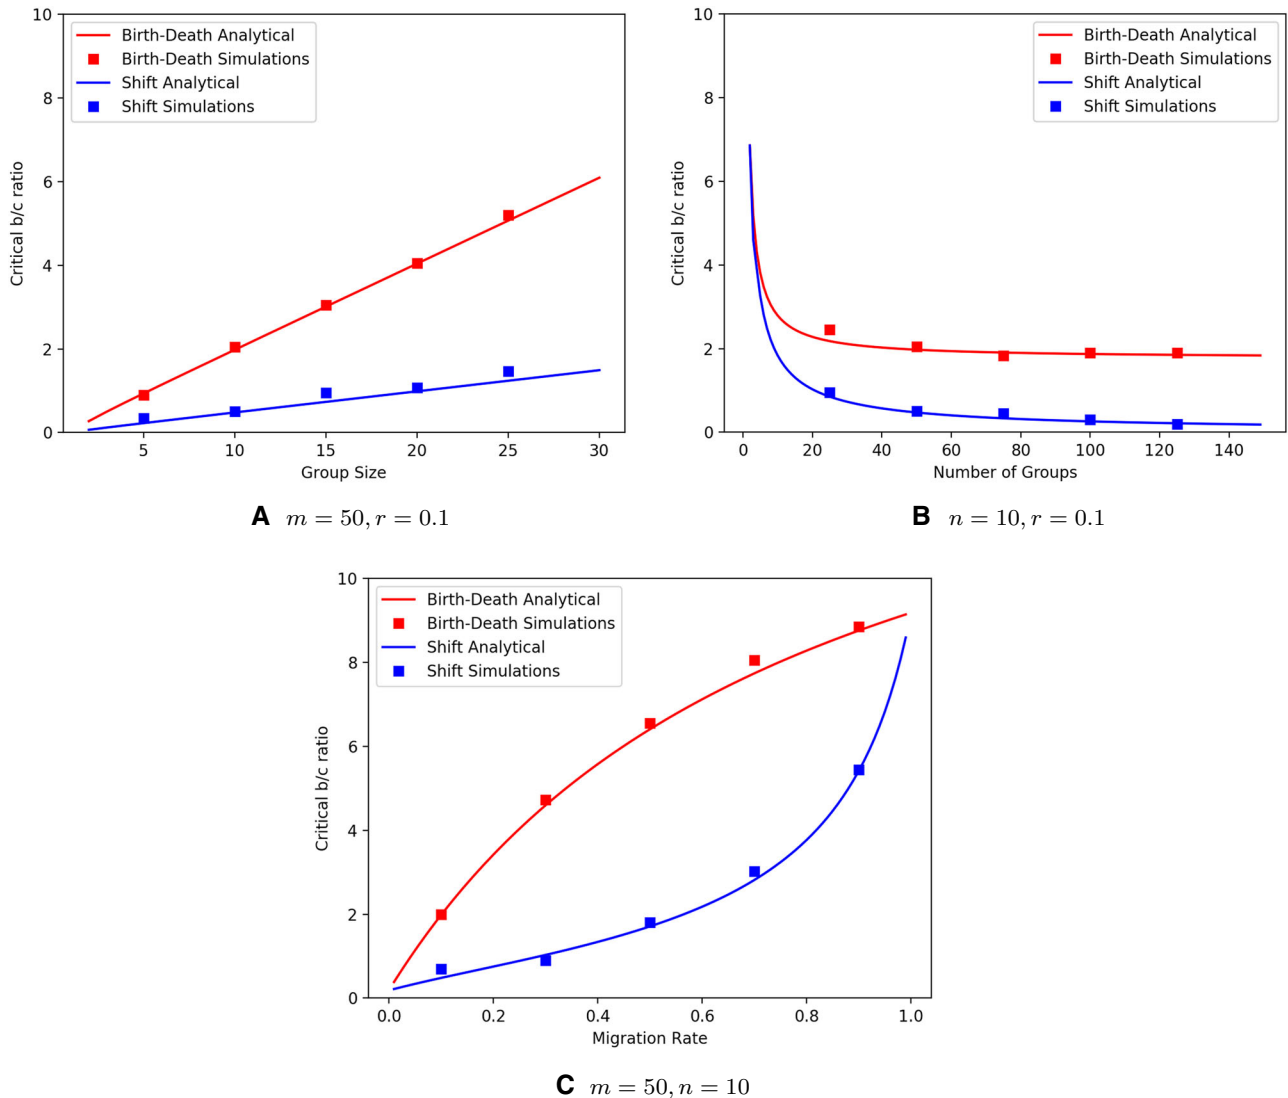 10
8
6
4
2
0
Critical b/c ratio
Birth-Death Analytical
Birth-Death Simulations
Shift Analytical
Shift Simulations
5 10 15 20 25 30
Group Size
A m = 50, r = 0.1
10
8
6
4
2
0
Critical b/c ratio
Birth-Death Analytical
Birth-Death Simulations
Shift Analytical
Shift Simulations
0 20 40 60 80 100 120 140
Number of Groups
B n = 10, r = 0.1
10
8
6
4
2
0
Critical b/c ratio
Birth-Death Analytical
Birth-Death Simulations
Shift Analytical
Shift Simulations
0.0 0.2 0.4 0.6 0.8 1.0
Migration Rate
C m = 50, n = 10